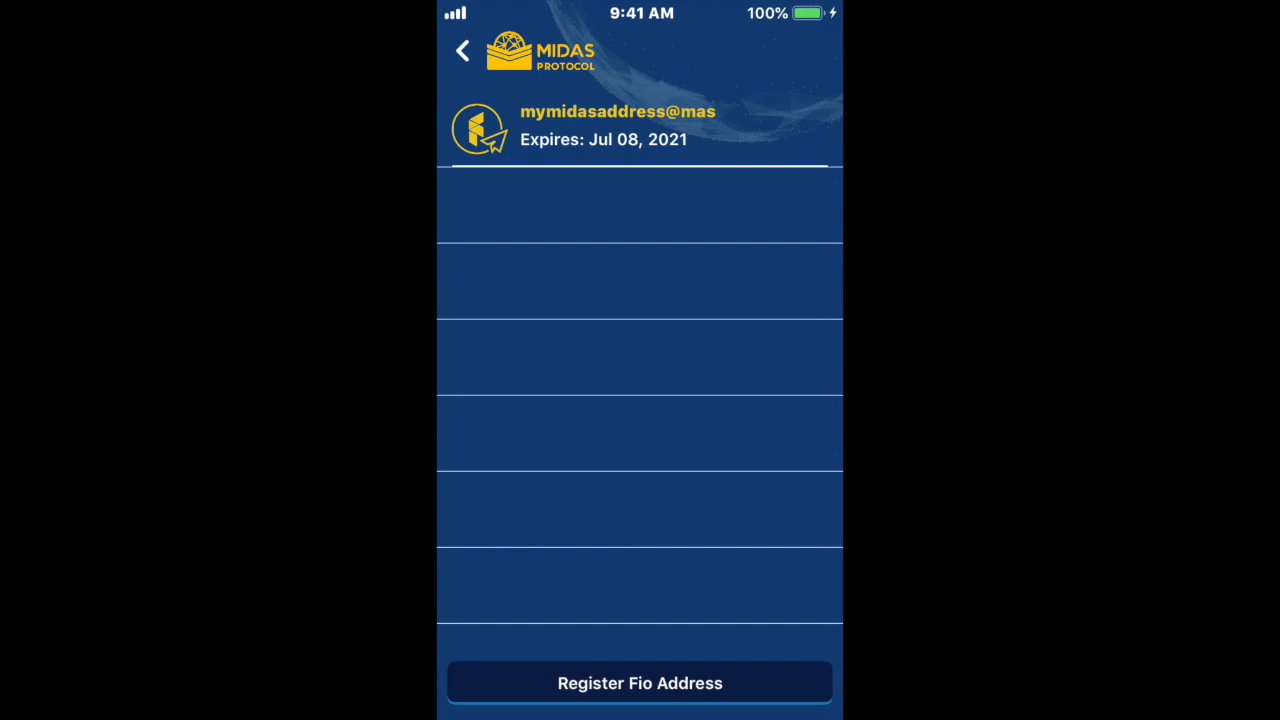 9:41 AM
100%
MIDAS
PROTOCOL
mymidasaddress@mas
Expires: Jul 08, 2021
Register Fio Address